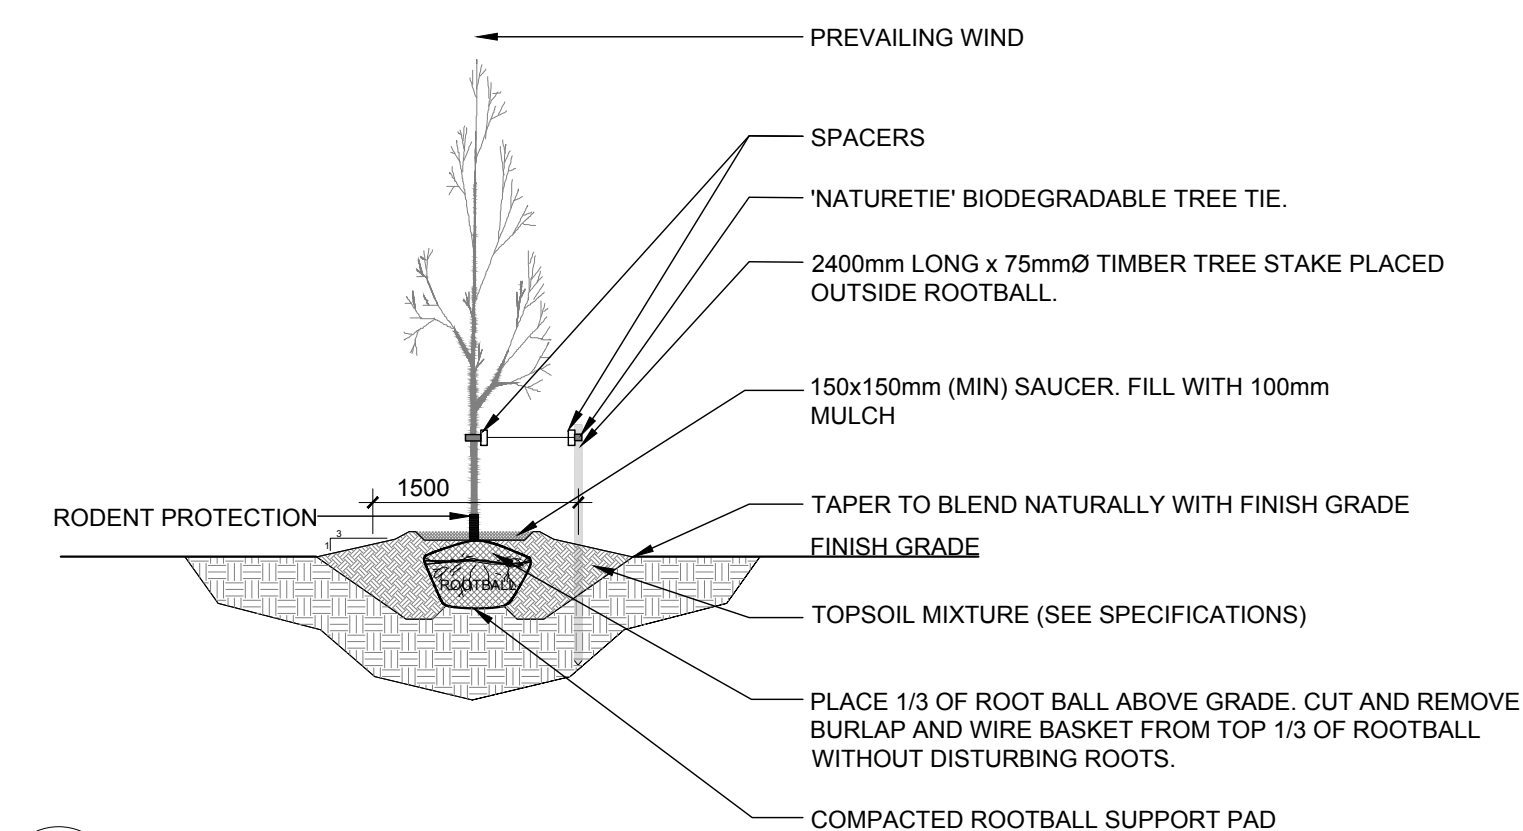 PREVAILING WIND
SPACERS
'NATURETIE' BIODEGRADABLE TREE TIE.
2400mm LONG x 75mmØ TIMBER TREE STAKE PLACED
OUTSIDE ROOTBALL.
150x150mm (MIN) SAUCER. FILL WITH 100mm
MULCH
1500
TAPER TO BLEND NATURALLY WITH FINISH GRADE
RODENT PROTECTION
3
1
FINISH GRADE
ROOTBALL
TOPSOIL MIXTURE (SEE SPECIFICATIONS)
PLACE 1/3 OF ROOT BALL ABOVE GRADE. CUT AND REMOVE
BURLAP AND WIRE BASKET FROM TOP 1/3 OF ROOTBALL
WITHOUT DISTURBING ROOTS.
COMPACTED ROOTBALL SUPPORT PAD